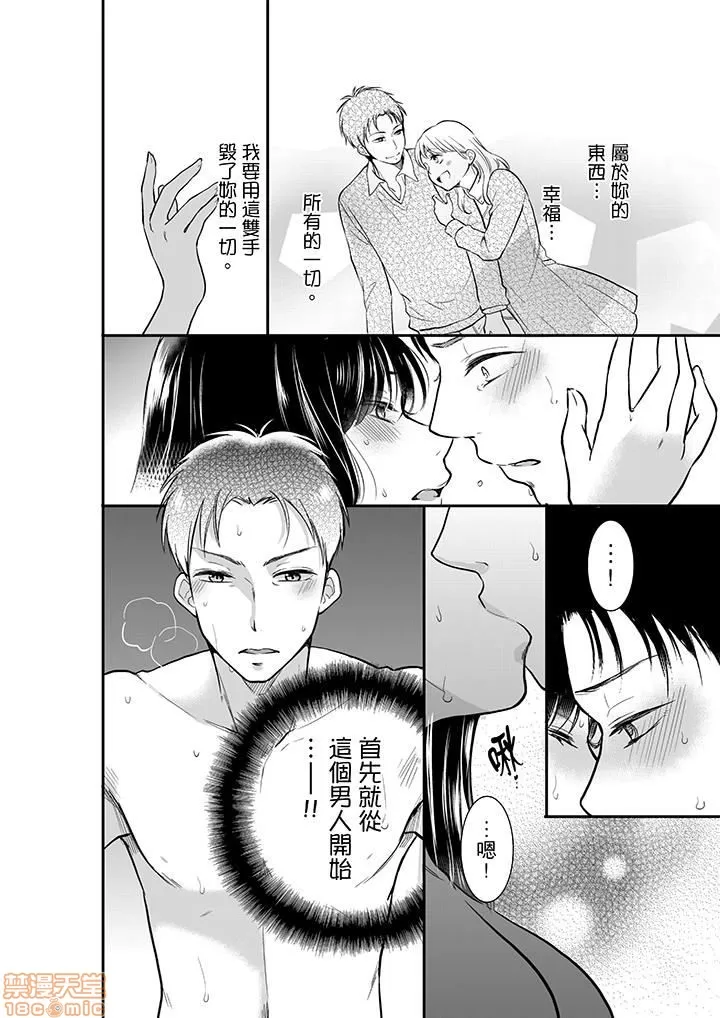 屬於妳的
東西…
幸福…
所有的一切。
我要用這雙手
毀了妳的一切。
…！
啾
…嗯！
首先就從
這個男人開始
…—!!
禁漫天堂
18comic